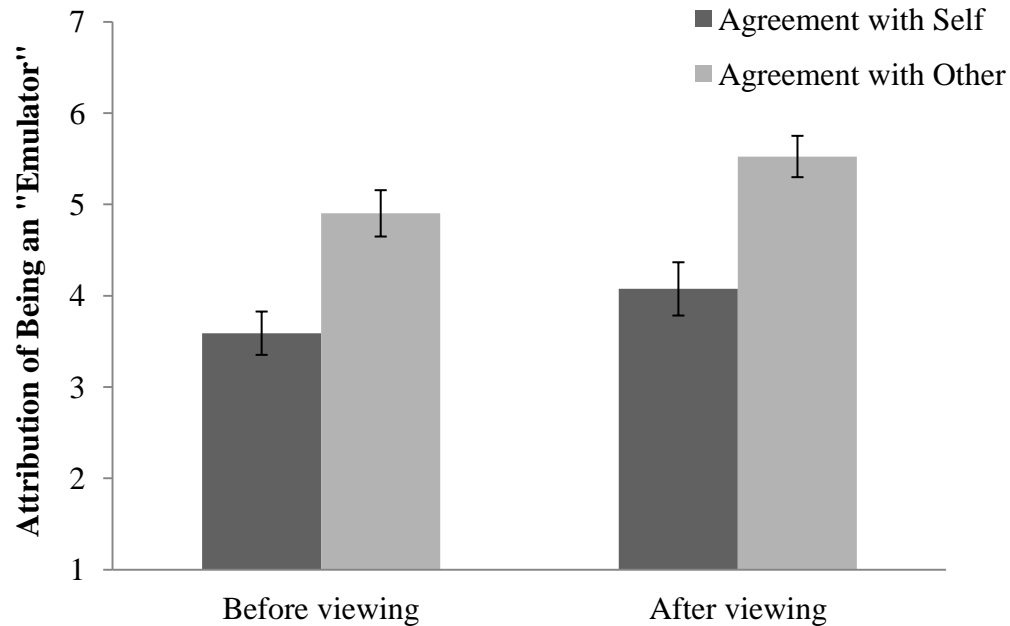 Agreement with Self
Agreement with Other
Attribution of Being an "Emulator"
7
6
5
4
3
2
1
Before viewing
After viewing